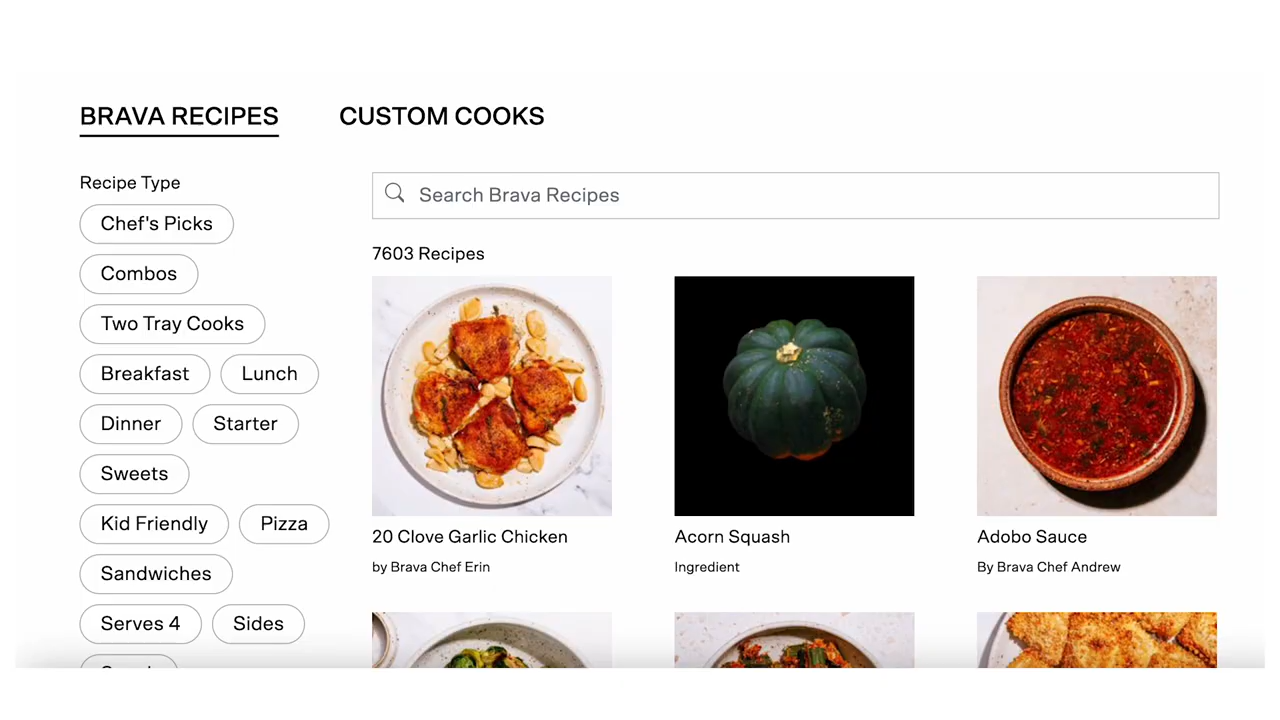 BRAVA RECIPES
CUSTOM COOKS
Recipe Type
Chef's Picks
Combos
Two Tray Cooks
Breakfast
Lunch
Dinner
Starter
Sweets
Kid Friendly
Pizza
Sandwiches
Serves 4
Sides
Search Brava Recipes
7603 Recipes
20 Clove Garlic Chicken
by Brava Chef Erin
Acorn Squash
Ingredient
Adobo Sauce
By Brava Chef Andrew